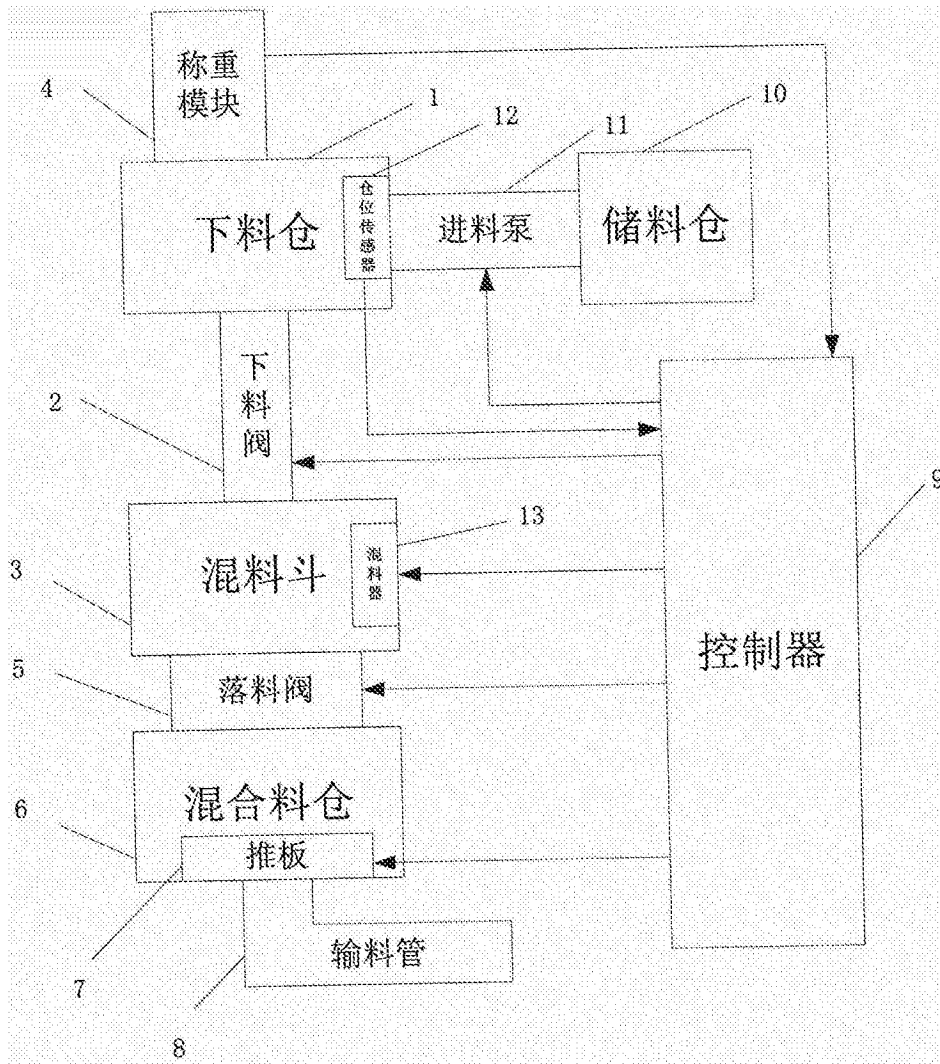 称重
模块
4
1
12
11
10
下料仓
仓位传感器
进料泵
储料仓
下料阀
2
9
13
混料斗
混料器
3
控制器
5
落料阀
混合料仓
6
推板
输料管
7
8